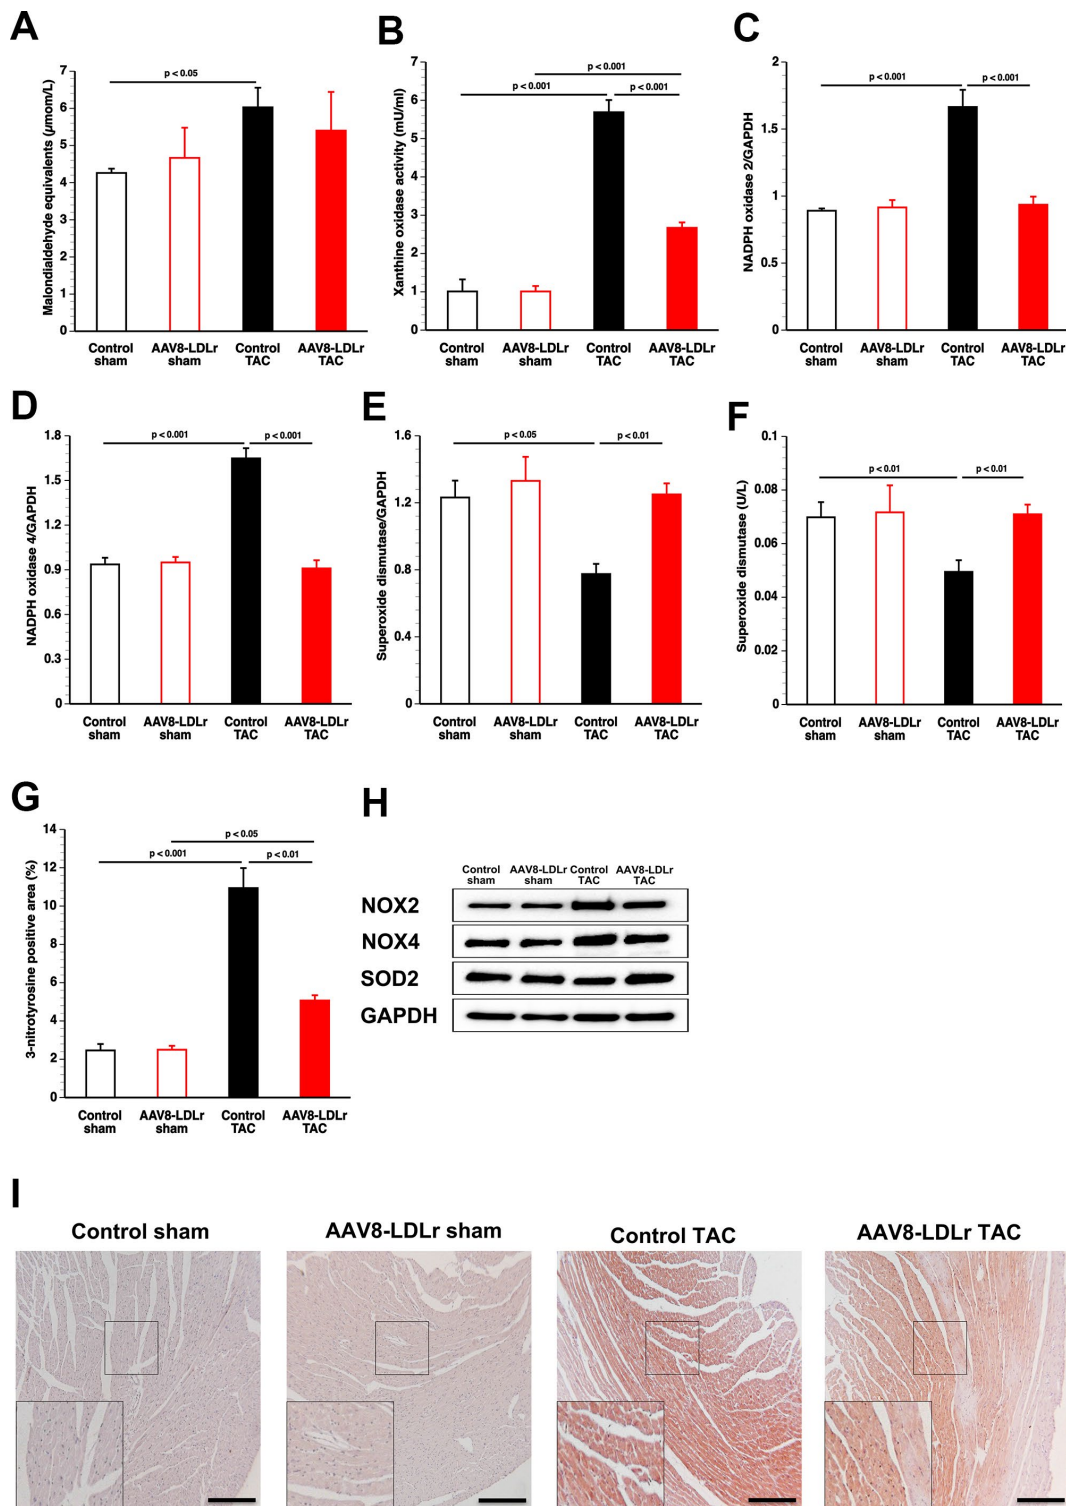 A
Malondialdehyde equivalents (µmom/L)
7
6
5
4
3
2
1
0
p < 0.05
Control
sham
AAV8-LDLr
sham
Control
TAC
AAV8-LDLr
TAC
B
Xanthine oxidase activity (mU/ml)
7
6
5
4
3
2
1
0
p < 0.001
p < 0.001
p < 0.001
Control
sham
AAV8-LDLr
sham
Control
TAC
AAV8-LDLr
TAC
C
NADPH oxidase 2/GAPDH
2
1.5
1
0.5
0
p < 0.001
p < 0.001
Control
sham
AAV8-LDLr
sham
Control
TAC
AAV8-LDLr
TAC
D
NADPH oxidase 4/GAPDH
1.8
1.5
1.2
0.9
0.6
0.3
0
p < 0.001
p < 0.001
Control
sham
AAV8-LDLr
sham
Control
TAC
AAV8-LDLr
TAC
E
Superoxide dismutase/GAPDH
1.6
1.2
0.8
0.4
0
p < 0.05
p < 0.01
Control
sham
AAV8-LDLr
sham
Control
TAC
AAV8-LDLr
TAC
F
Superoxide dismutase (U/L)
0.1
0.08
0.06
0.04
0.02
0
p < 0.01
p < 0.01
Control
sham
AAV8-LDLr
sham
Control
TAC
AAV8-LDLr
TAC
G
3-nitrotyrosine positive area (%)
14
12
10
8
6
4
2
0
p < 0.05
p < 0.001
p < 0.01
Control
sham
AAV8-LDLr
sham
Control
TAC
AAV8-LDLr
TAC
H
Control
sham
AAV8-LDLr
sham
Control
TAC
AAV8-LDLr
TAC
NOX2
NOX4
SOD2
GAPDH
I
Control sham
AAV8-LDLr sham
Control TAC
AAV8-LDLr TAC